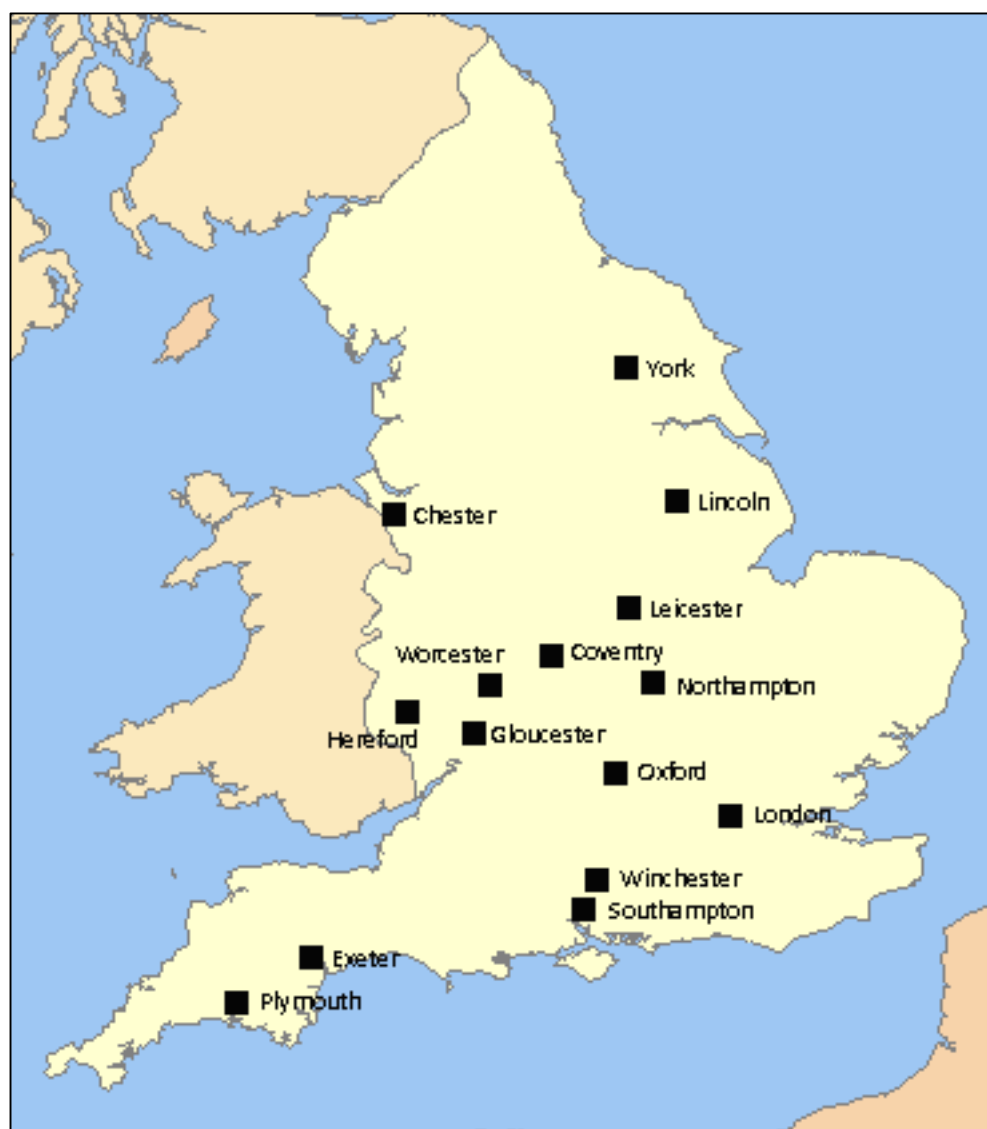 York
Lincoln
Chester
Leicester
Coventry
Worcester
Northampton
Gloucester
Hereford
Oxford
London
Winchester
Southampton
Exeter
Plymouth